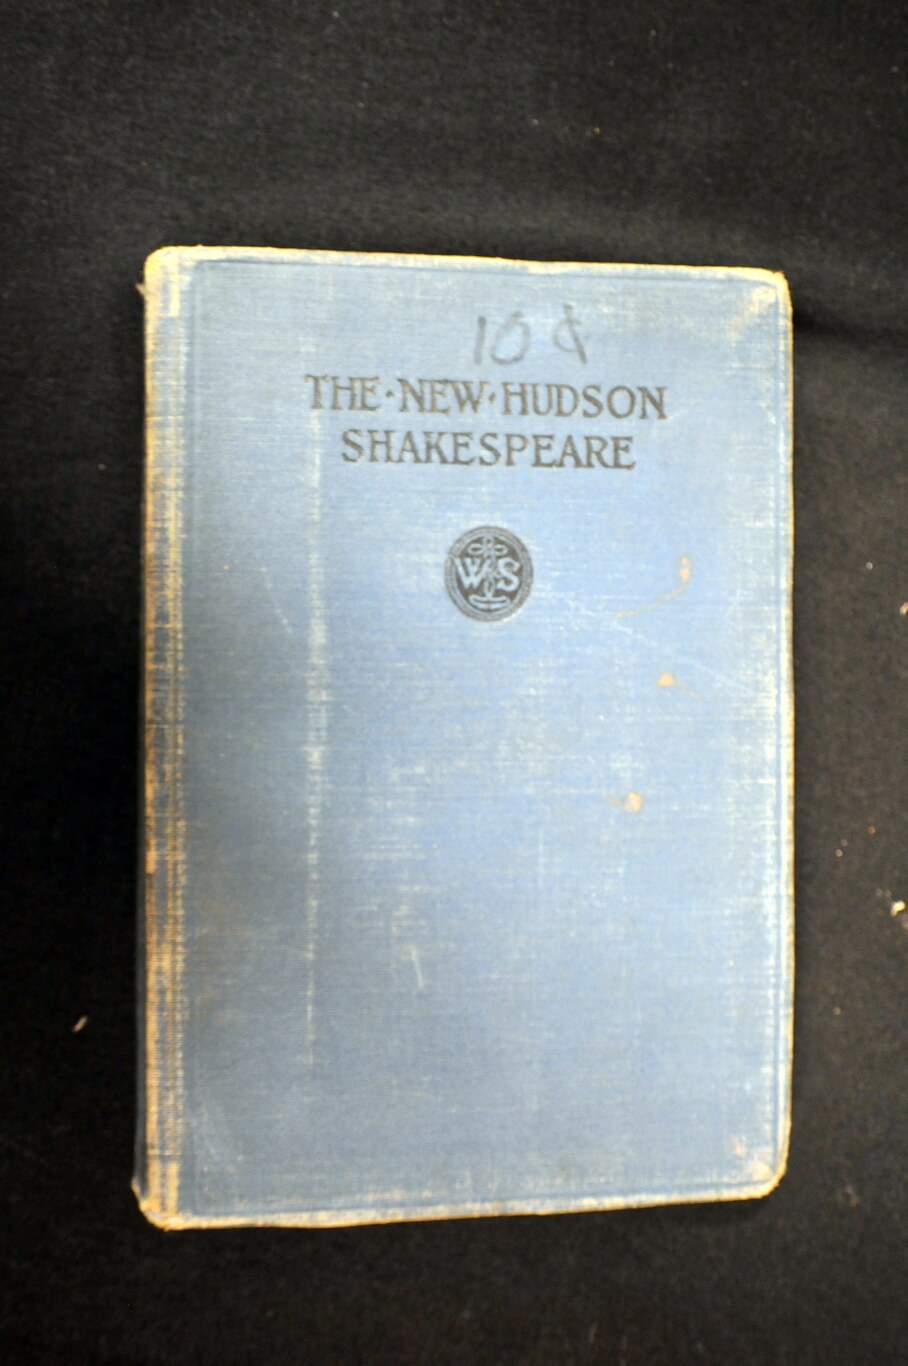 10 ¢
THE·NEW·HUDSON
SHAKESPEARE
W S